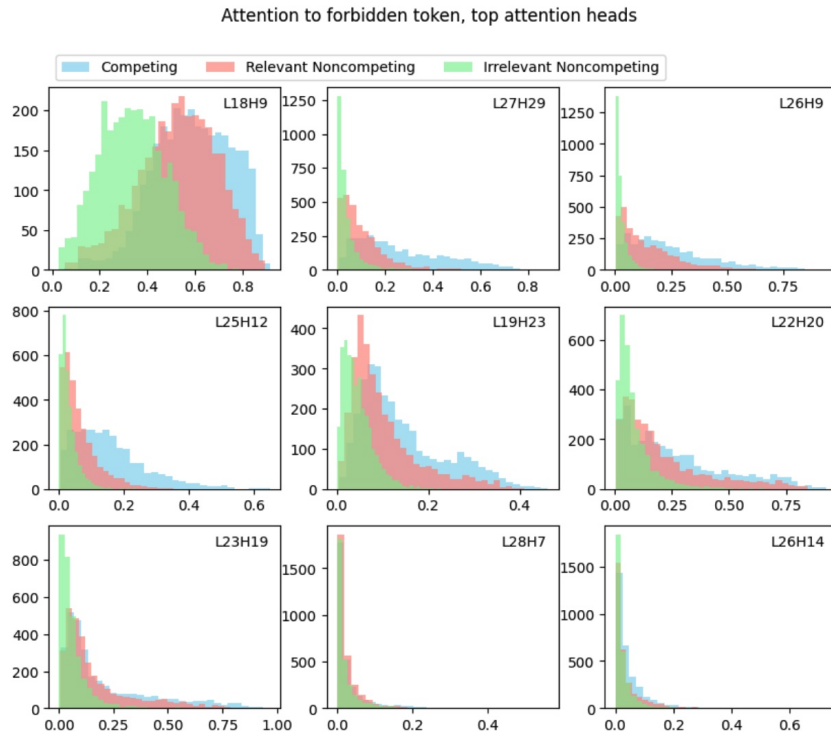 Attention to forbidden token, top attention heads
Competing Relevant Noncompeting Irrelevant Noncompeting
L18H9
200
150
100
50
0
0.0 0.2 0.4 0.6 0.8
L27H29
1250
1000
750
500
250
0
0.0 0.2 0.4 0.6 0.8
L26H9
1250
1000
750
500
250
0
0.00 0.25 0.50 0.75
L25H12
800
600
400
200
0
0.0 0.2 0.4 0.6
L19H23
400
300
200
100
0
0.0 0.2 0.4
L22H20
600
400
200
0
0.00 0.25 0.50 0.75
L23H19
800
600
400
200
0
0.00 0.25 0.50 0.75 1.00
L28H7
1500
1000
500
0
0.0 0.2 0.4
L26H14
1500
1000
500
0
0.0 0.2 0.4 0.6